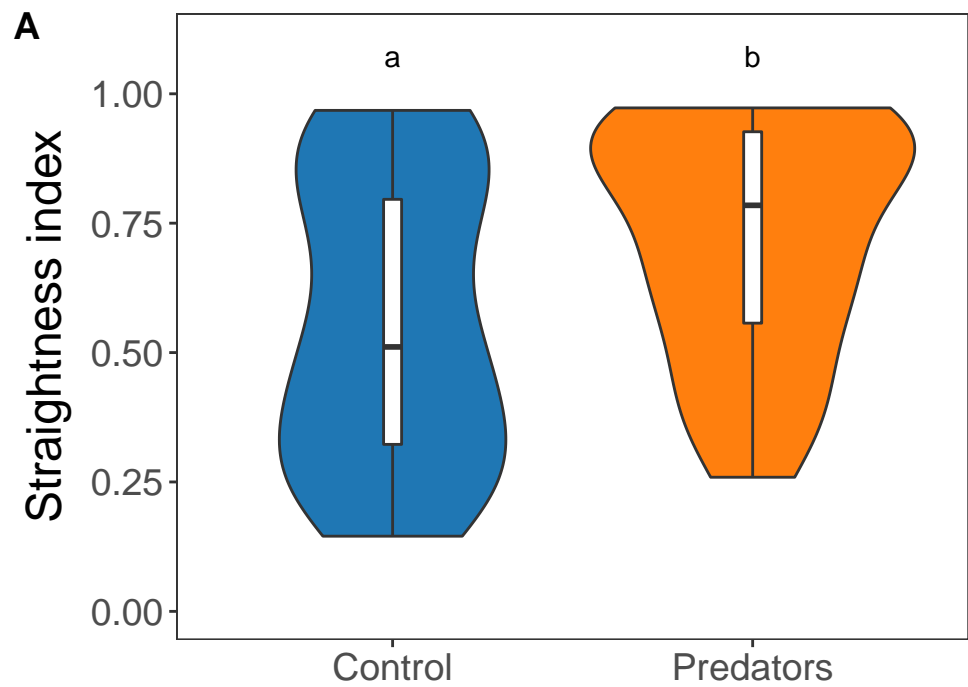 A
a b
1.00
0.75
0.50
0.25
0.00
Straightness index
Control Predators